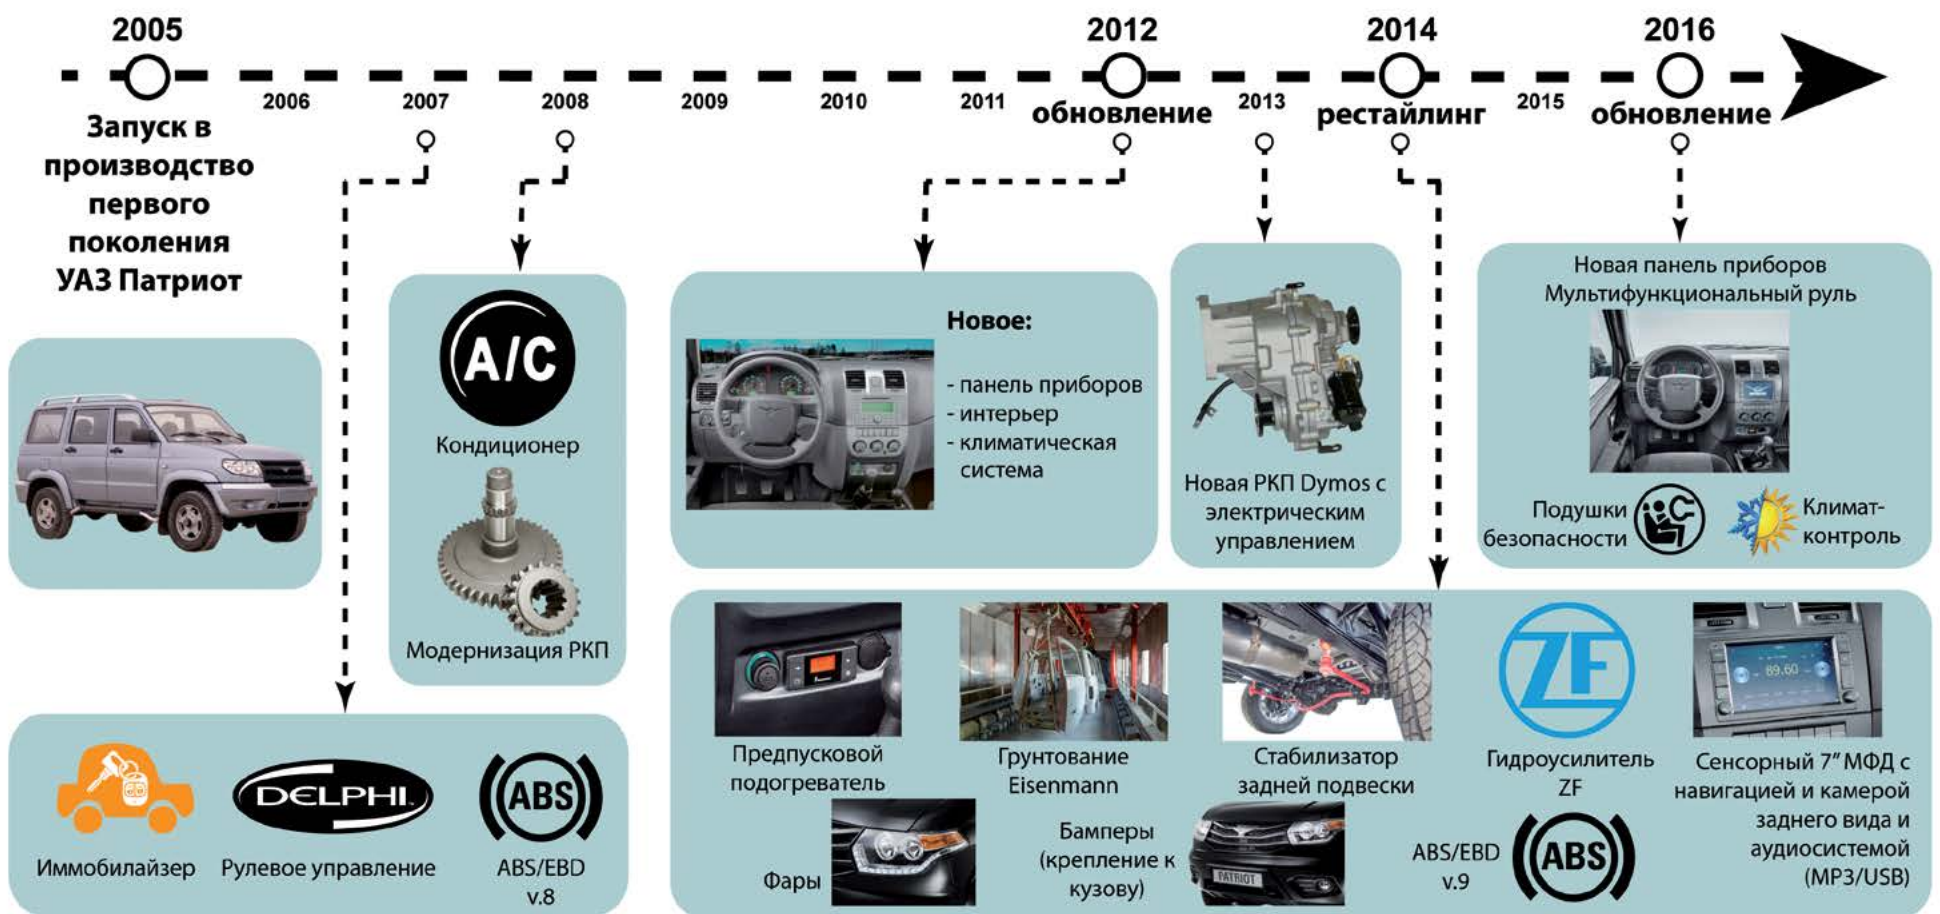 2005
2012
2014
2016
2006
2007
2008
2009
2010
2011
2013
2015
обновление
рестайлинг
обновление
Запуск в
производство
первого
поколения
УАЗ Патриот
A/C
Кондиционер
Модернизация РКП
Новое:
- панель приборов
- интерьер
- климатическая
система
Новая РКП Dymos с
электрическим
управлением
Новая панель приборов
Мультифункциональный руль
Подушки
безопасности
Климат-
контроль
Иммобилайзер
DELPHI
Рулевое управление
ABS
ABS/EBD
v.8
Предпусковой
подогреватель
Грунтование
Eisenmann
Стабилизатор
задней подвески
ZF
Гидроусилитель
ZF
89.60
Сенсорный 7" МФД с
навигацией и камерой
заднего вида и
аудиосистемой
(MP3/USB)
Фары
Бамперы
(крепление к
кузову)
PATRIOT
ABS/EBD
v.9
ABS